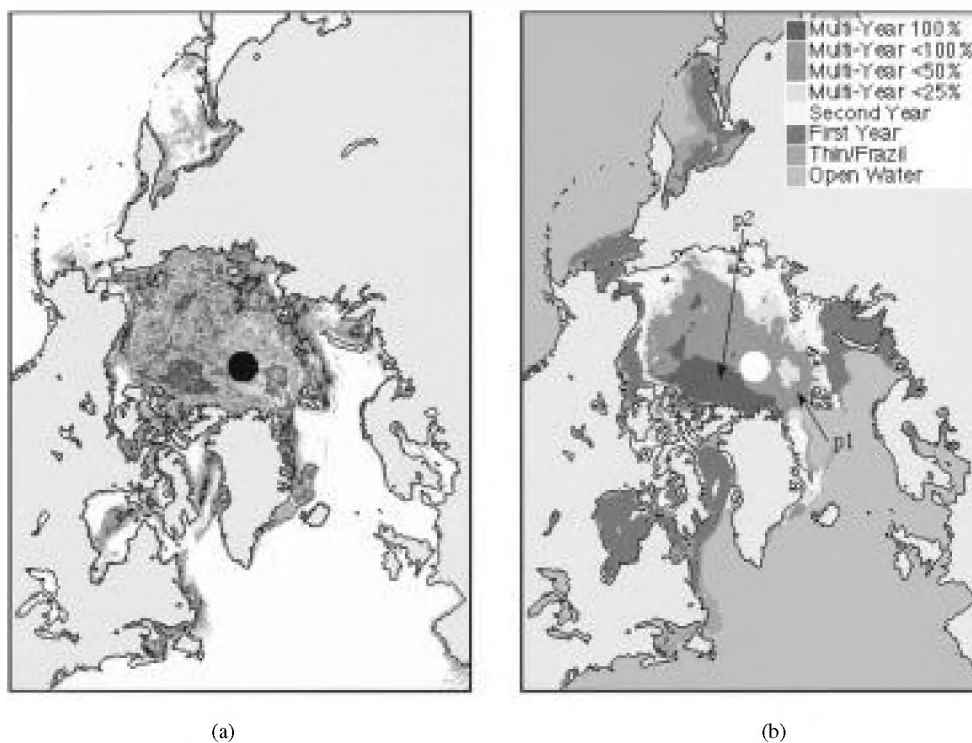 Multi-Year 100%
Multi-Year <100%
Multi-Year <50%
Multi-Year <25%
Second Year
First Year
Thin/Frazil
Open Water
p2
p1
(a)
(b)